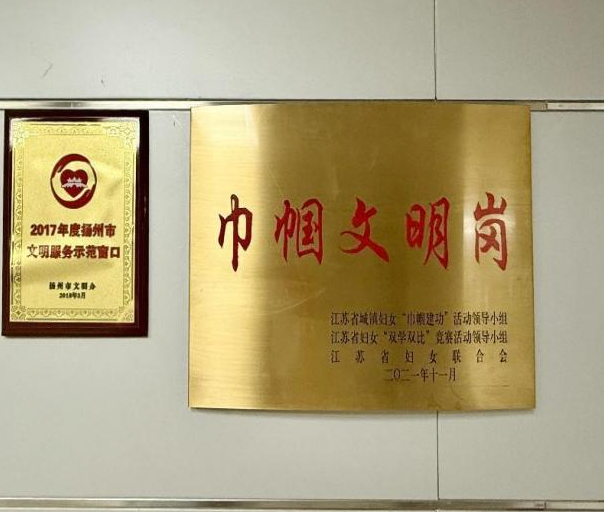 2017年度扬州市
文明服务示范窗口
扬州市文明办
2018年3月
巾帼文明岗
江苏省城镇妇女“巾帼建功”活动领导小组
江苏省妇女“双学双比”竞赛活动领导小组
江苏省妇女联合会
二〇二一年十一月